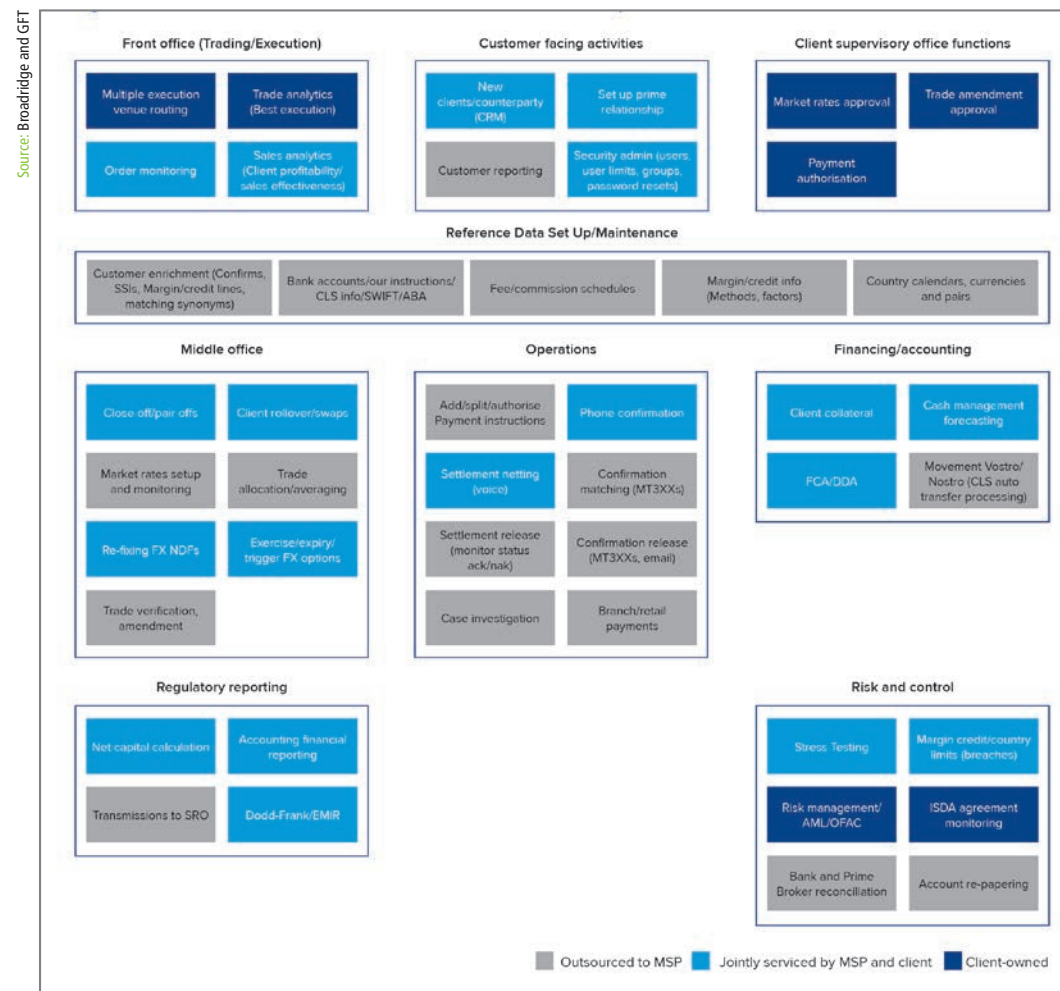 Source: Broadridge and GFT
Front office (Trading/Execution)
Multiple execution
venue routing
Trade analytics
(Best execution)
Order monitoring
Sales analytics
(Client profitability/
sales effectiveness)
Customer facing activities
New
clients/counterparty
(CRM)
Set up prime
relationship
Customer reporting
Security admin (users,
user limits, groups,
password resets)
Client supervisory office functions
Market rates approval
Trade amendment
approval
Payment
authorisation
Reference Data Set Up/Maintenance
Customer enrichment (Confirms,
SSIs, Margin/credit lines,
matching synonyms)
Bank accounts/our instructions/
CLS info/SWIFT/ABA
Fee/commission schedules
Margin/credit info
(Methods, factors)
Country calendars, currencies
and pairs
Middle office
Close off/pair offs
Client rollover/swaps
Market rates setup
and monitoring
Trade
allocation/averaging
Re-fixing FX NDFs
Exercise/expiry/
trigger FX options
Trade verification,
amendment
Operations
Add/split/authorise
Payment instructions
Phone confirmation
Settlement netting
(voice)
Confirmation
matching (MT3XXs)
Settlement release
(monitor status
ack/nak)
Confirmation release
(MT3XXs, email)
Case investigation
Branch/retail
payments
Financing/accounting
Client collateral
Cash management
forecasting
FCA/DDA
Movement Vostro/
Nostro (CLS auto
transfer processing)
Regulatory reporting
Net capital calculation
Accounting financial
reporting
Transmissions to SRO
Dodd-Frank/EMIR
Risk and control
Stress Testing
Margin credit/country
limits (breaches)
Risk management/
AML/OFAC
ISDA agreement
monitoring
Bank and Prime
Broker reconciliation
Account re-papering
Outsourced to MSP
Jointly serviced by MSP and client
Client-owned